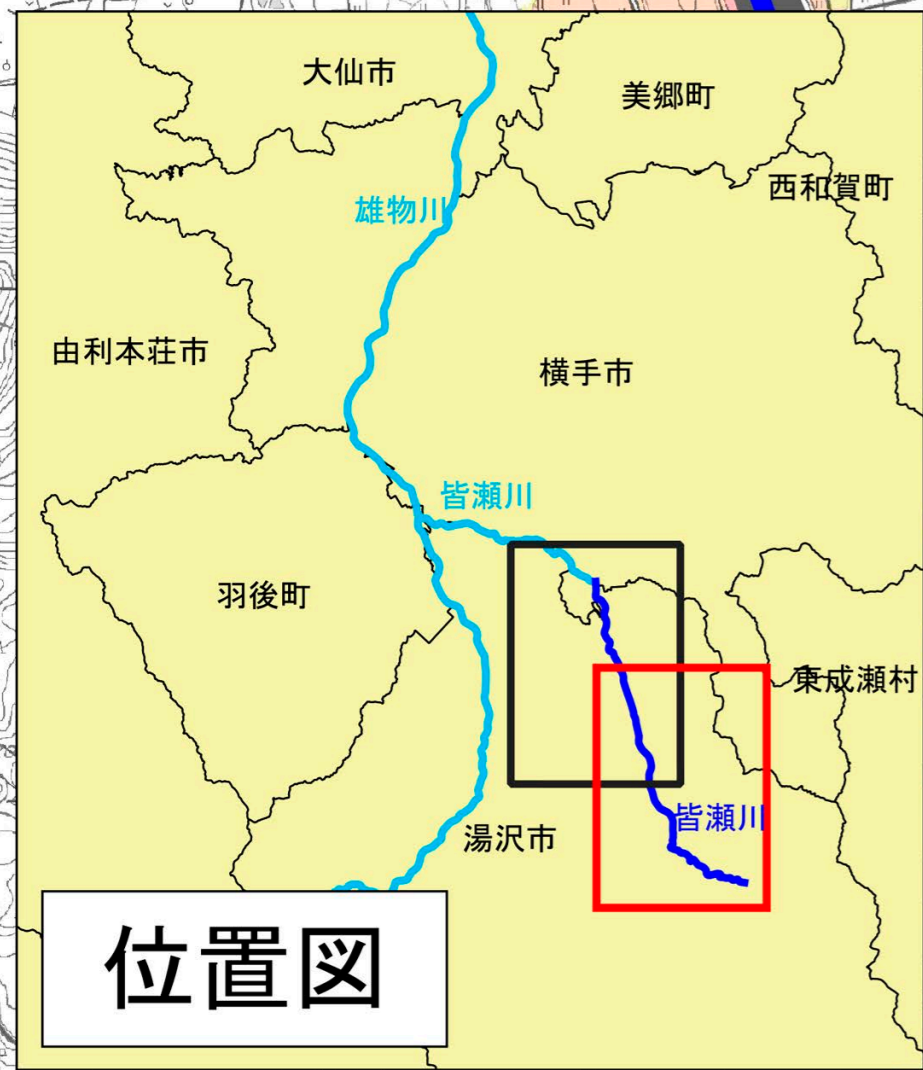 大仙市
美郷町
西和賀町
雄物川
由利本荘市
横手市
皆瀬川
羽後町
東成瀬村
皆瀬川
湯沢市
位置図